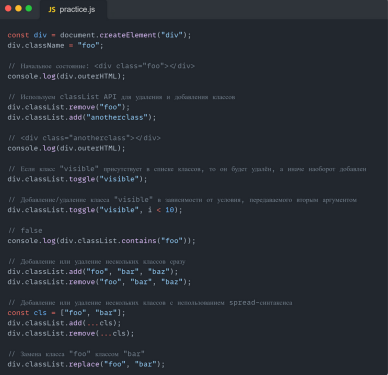 JS practice.js
const div = document.createElement("div");
div.className = "foo";
// Начальное состояние: <div class="foo"></div>
console.log(div.outerHTML);
// Используем classList API для удаления и добавления классов
div.classList.remove("foo");
div.classList.add("anotherclass");
// <div class="anotherclass"></div>
console.log(div.outerHTML);
// Если класс "visible" присутствует в списке классов, то он будет удалён, а иначе наоборот добавлен
div.classList.toggle("visible");
// Добавление/удаление класса "visible" в зависимости от условия, передаваемого вторым аргументом
div.classList.toggle("visible", i < 10);
// false
console.log(div.classList.contains("foo"));
// Добавление или удаление нескольких классов сразу
div.classList.add("foo", "bar", "baz");
div.classList.remove("foo", "bar", "baz");
// Добавление или удаление нескольких классов с использованием spread-синтаксиса
const cls = ["foo", "bar"];
div.classList.add(...cls);
div.classList.remove(...cls);
// Замена класса "foo" классом "bar"
div.classList.replace("foo", "bar");